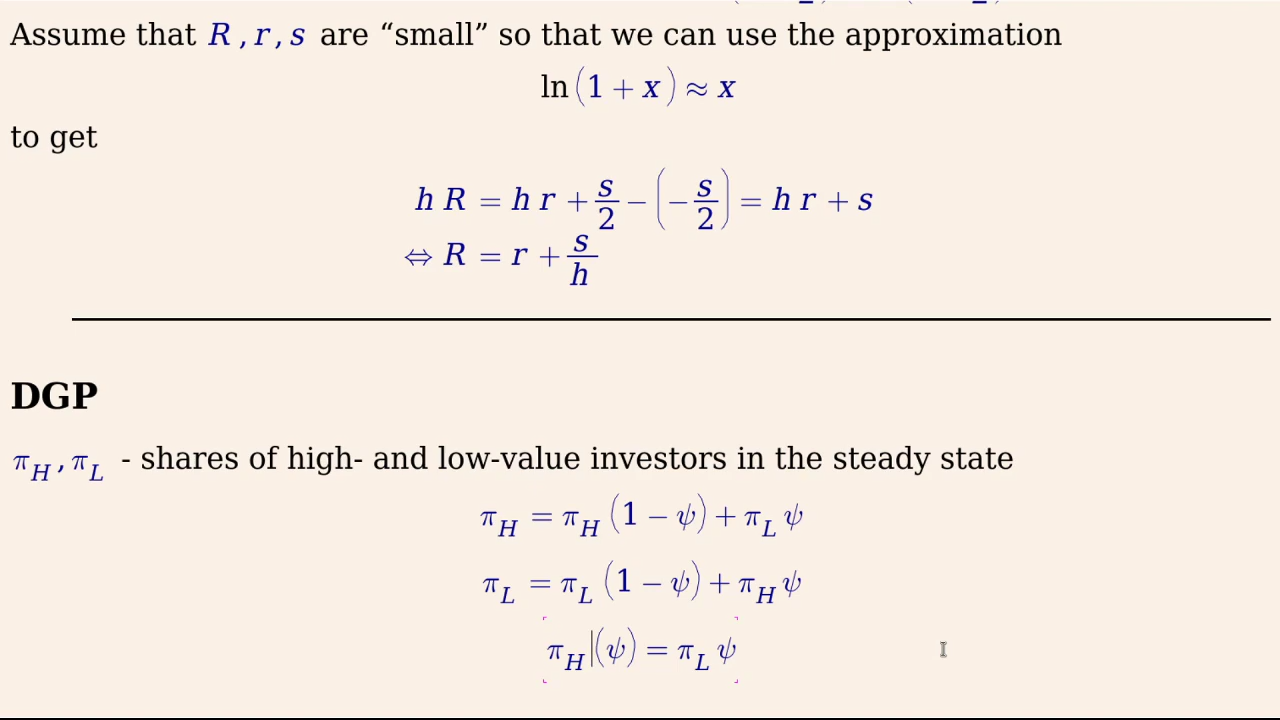 Assume that R , r , s are “small” so that we can use the approximation
ln(1 + x) ≈ x
to get
h R = h r + s/2 − (− s/2) = h r + s
⇔ R = r + s/h
DGP
π_H , π_L - shares of high- and low-value investors in the steady state
π_H = π_H (1 − ψ) + π_L ψ
π_L = π_L (1 − ψ) + π_H ψ
π_H (ψ) = π_L ψ